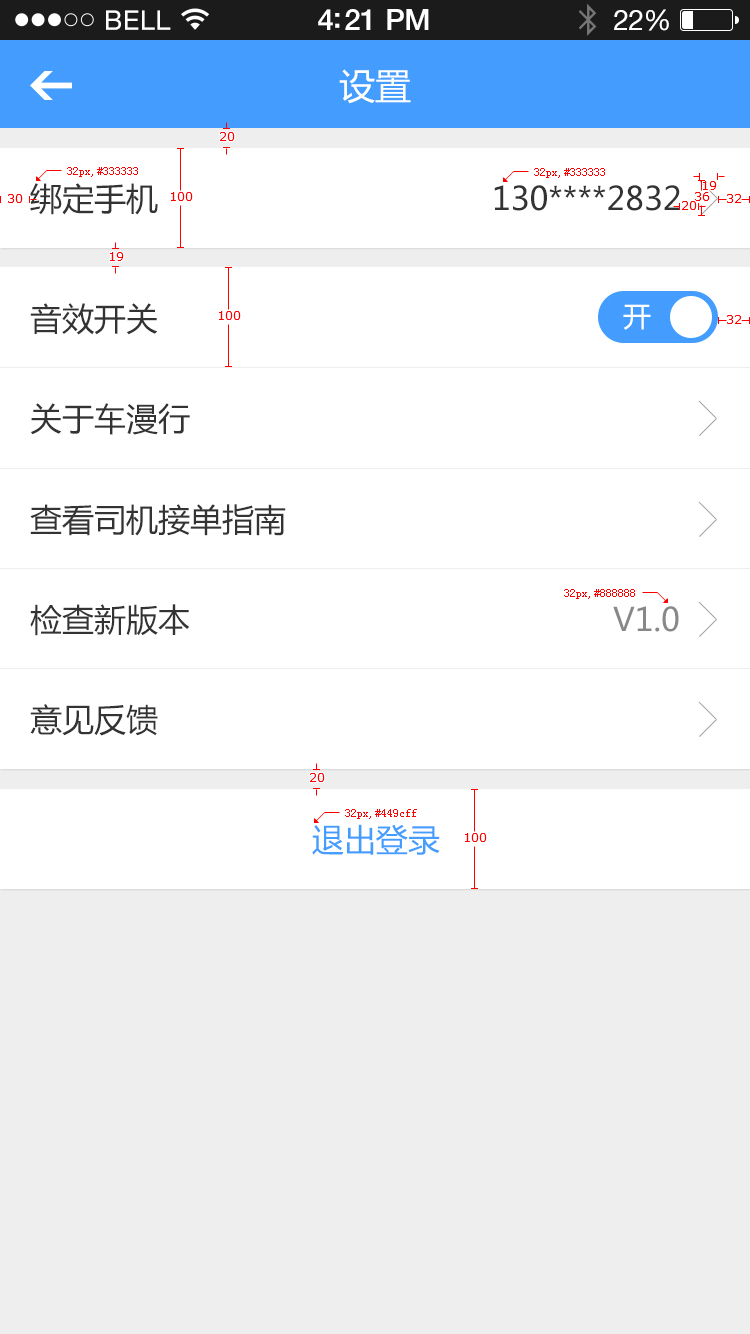 BELL 4:21 PM 22%
设置
20
32px, #333333 32px, #333333
30 绑定手机 100 130****2832 20 36 19 32
19
音效开关 100 开 32
关于车漫行
查看司机接单指南
32px, #888888
检查新版本 V1.0
意见反馈
20
32px, #449cff
退出登录 100